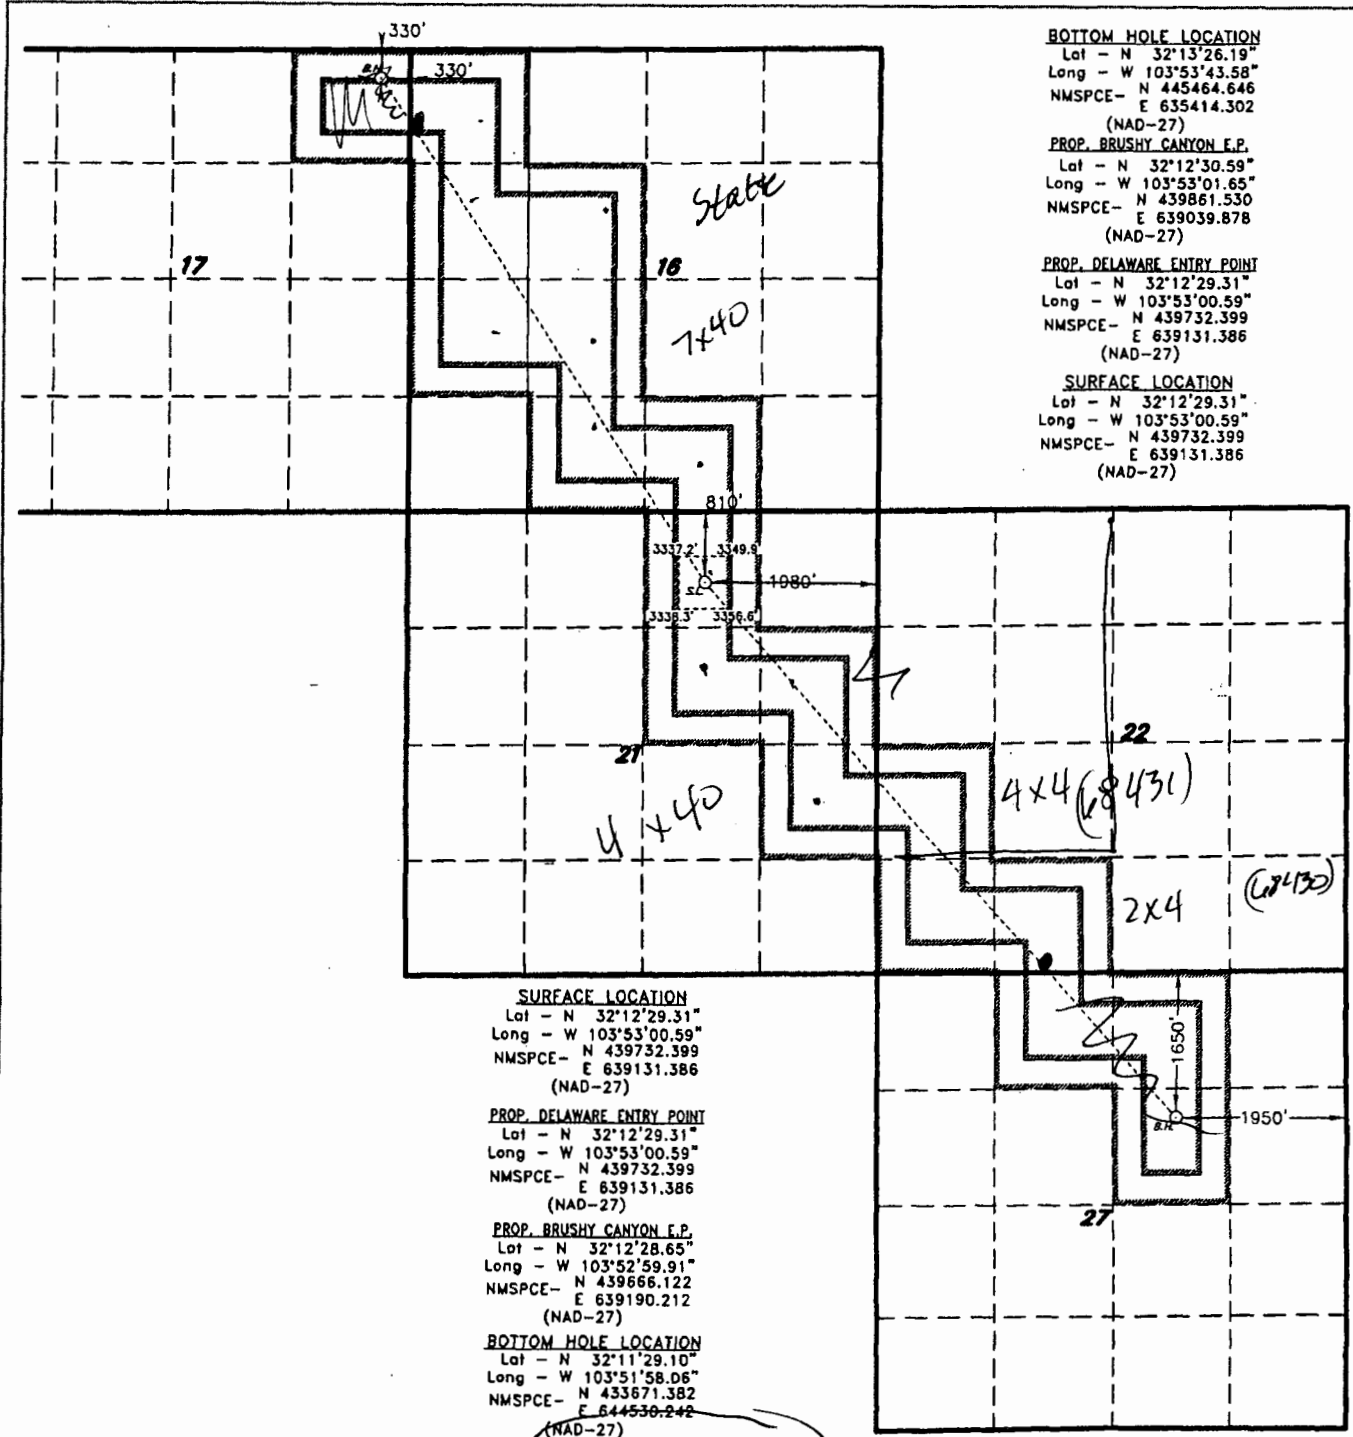 330'
330'
BOTTOM HOLE LOCATION
Lat - N 32°13'26.19"
Long - W 103°53'43.58"
NMSPCE- N 445464.646
E 635414.302
(NAD-27)
PROP. BRUSHY CANYON E.P.
Lat - N 32°12'30.59"
Long - W 103°53'01.65"
NMSPCE- N 439861.530
E 639039.878
(NAD-27)
PROP. DELAWARE ENTRY POINT
Lat - N 32°12'29.31"
Long - W 103°53'00.59"
NMSPCE- N 439732.399
E 639131.386
(NAD-27)
SURFACE LOCATION
Lat - N 32°12'29.31"
Long - W 103°53'00.59"
NMSPCE- N 439732.399
E 639131.386
(NAD-27)
State
17
16
7x40
810'
3337.2' 3349.9'
S.L.
1980'
3338.3' 3356.6'
21
22
4 x 40
4x4 (68431)
2x4
(68430)
1650'
B.H.
1950'
27
SURFACE LOCATION
Lat - N 32°12'29.31"
Long - W 103°53'00.59"
NMSPCE- N 439732.399
E 639131.386
(NAD-27)
PROP. DELAWARE ENTRY POINT
Lat - N 32°12'29.31"
Long - W 103°53'00.59"
NMSPCE- N 439732.399
E 639131.386
(NAD-27)
PROP. BRUSHY CANYON E.P.
Lat - N 32°12'28.65"
Long - W 103°52'59.91"
NMSPCE- N 439666.122
E 639190.212
(NAD-27)
BOTTOM HOLE LOCATION
Lat - N 32°11'29.10"
Long - W 103°51'58.06"
NMSPCE- N 433671.382
E 644530.242
(NAD-27)